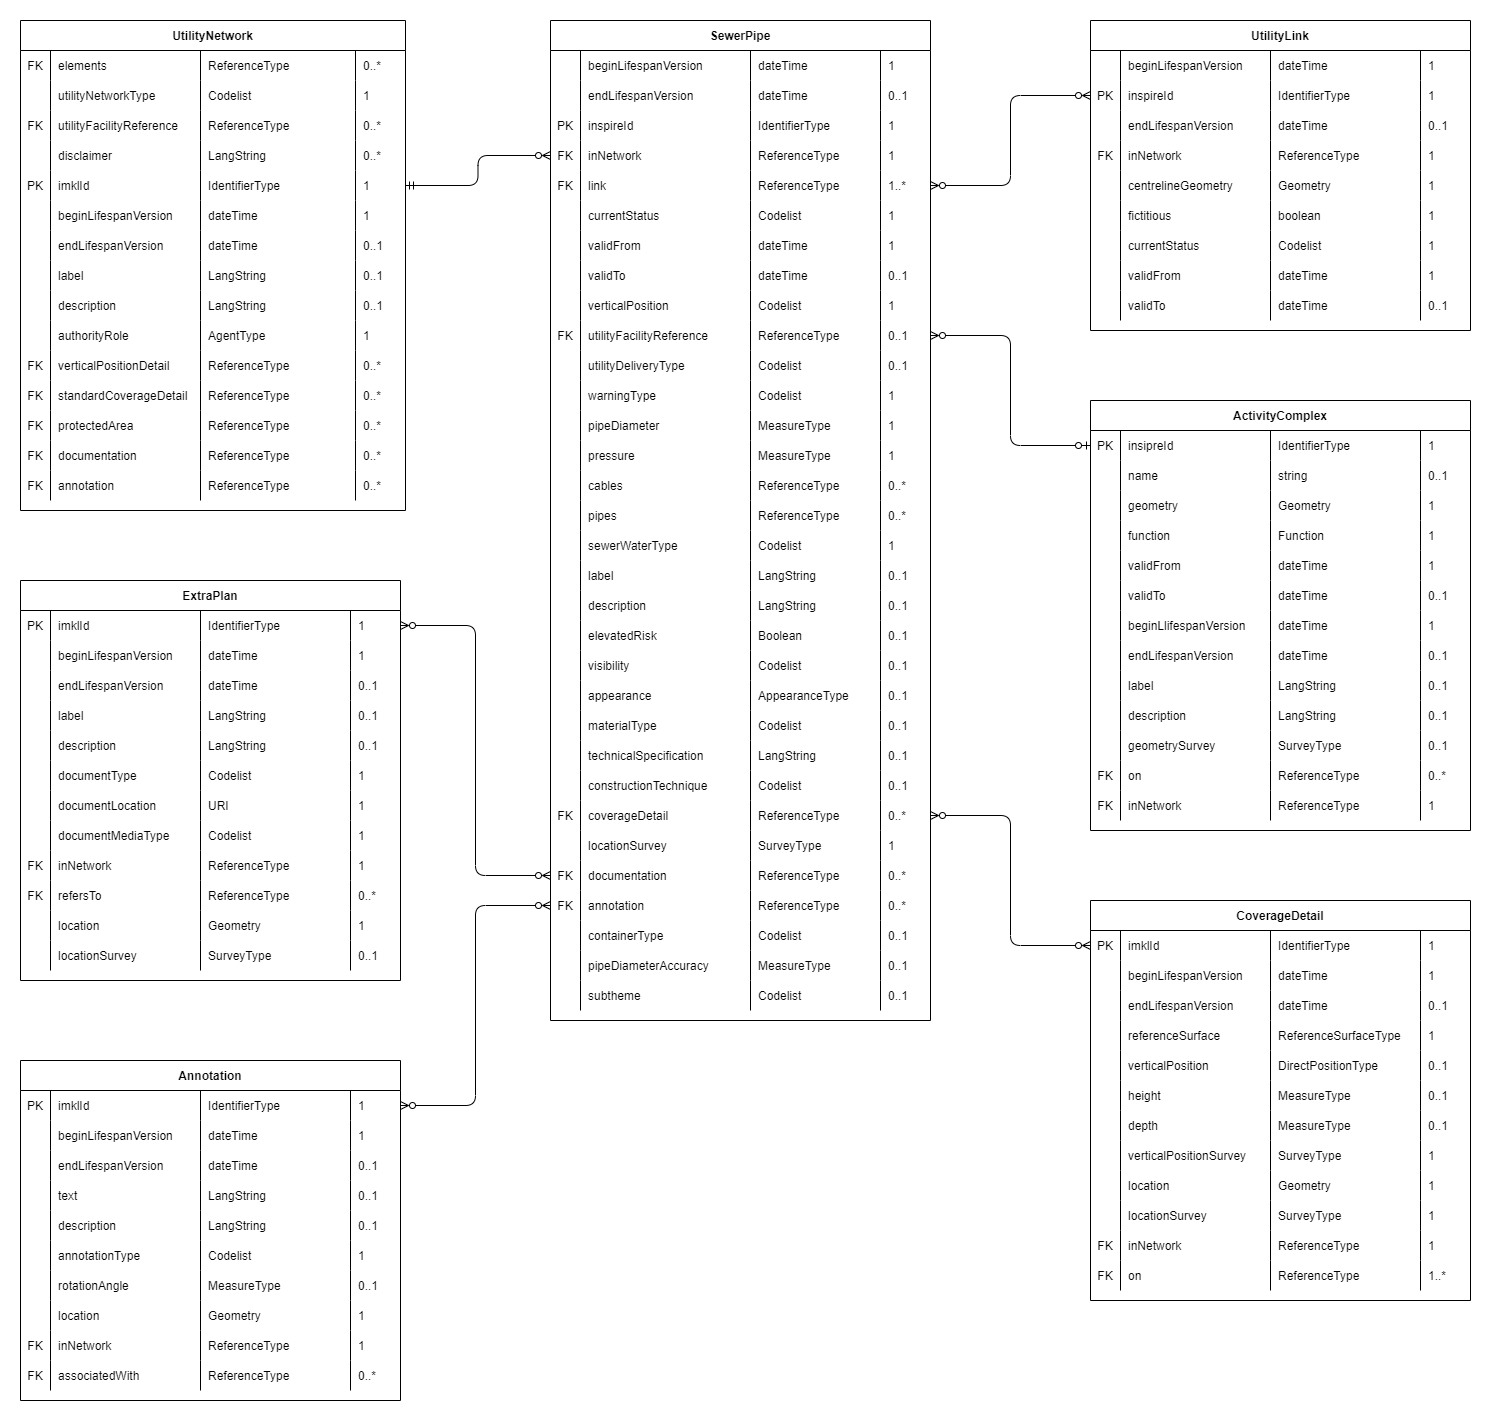 UtilityNetwork
FK elements ReferenceType 0..*
utilityNetworkType Codelist 1
FK utilityFacilityReference ReferenceType 0..*
disclaimer LangString 0..*
PK imklId IdentifierType 1
beginLifespanVersion dateTime 1
endLifespanVersion dateTime 0..1
label LangString 0..1
description LangString 0..1
authorityRole AgentType 1
FK verticalPositionDetail ReferenceType 0..*
FK standardCoverageDetail ReferenceType 0..*
FK protectedArea ReferenceType 0..*
FK documentation ReferenceType 0..*
FK annotation ReferenceType 0..*
ExtraPlan
PK imklId IdentifierType 1
beginLifespanVersion dateTime 1
endLifespanVersion dateTime 0..1
label LangString 0..1
description LangString 0..1
documentType Codelist 1
documentLocation URI 1
documentMediaType Codelist 1
FK inNetwork ReferenceType 1
FK refersTo ReferenceType 0..*
location Geometry 1
locationSurvey SurveyType 0..1
Annotation
PK imklId IdentifierType 1
beginLifespanVersion dateTime 1
endLifespanVersion dateTime 0..1
text LangString 0..1
description LangString 0..1
annotationType Codelist 1
rotationAngle MeasureType 0..1
location Geometry 1
FK inNetwork ReferenceType 1
FK associatedWith ReferenceType 0..*
SewerPipe
beginLifespanVersion dateTime 1
endLifespanVersion dateTime 0..1
PK inspireId IdentifierType 1
FK inNetwork ReferenceType 1
FK link ReferenceType 1..*
currentStatus Codelist 1
validFrom dateTime 1
validTo dateTime 0..1
verticalPosition Codelist 1
FK utilityFacilityReference ReferenceType 0..1
utilityDeliveryType Codelist 0..1
warningType Codelist 1
pipeDiameter MeasureType 1
pressure MeasureType 1
cables ReferenceType 0..*
pipes ReferenceType 0..*
sewerWaterType Codelist 1
label LangString 0..1
description LangString 0..1
elevatedRisk Boolean 0..1
visibility Codelist 0..1
appearance AppearanceType 0..1
materialType Codelist 0..1
technicalSpecification LangString 0..1
constructionTechnique Codelist 0..1
FK coverageDetail ReferenceType 0..*
locationSurvey SurveyType 1
FK documentation ReferenceType 0..*
FK annotation ReferenceType 0..*
containerType Codelist 0..1
pipeDiameterAccuracy MeasureType 0..1
subtheme Codelist 0..1
UtilityLink
beginLifespanVersion dateTime 1
PK inspireId IdentifierType 1
endLifespanVersion dateTime 0..1
FK inNetwork ReferenceType 1
centrelineGeometry Geometry 1
fictitious boolean 1
currentStatus Codelist 1
validFrom dateTime 1
validTo dateTime 0..1
ActivityComplex
PK insipreId IdentifierType 1
name string 0..1
geometry Geometry 1
function Function 1
validFrom dateTime 1
validTo dateTime 0..1
beginLlifespanVersion dateTime 1
endLifespanVersion dateTime 0..1
label LangString 0..1
description LangString 0..1
geometrySurvey SurveyType 0..1
FK on ReferenceType 0..*
FK inNetwork ReferenceType 1
CoverageDetail
PK imklId IdentifierType 1
beginLifespanVersion dateTime 1
endLifespanVersion dateTime 0..1
referenceSurface ReferenceSurfaceType 1
verticalPosition DirectPositionType 0..1
height MeasureType 0..1
depth MeasureType 0..1
verticalPositionSurvey SurveyType 1
location Geometry 1
locationSurvey SurveyType 1
FK inNetwork ReferenceType 1
FK on ReferenceType 1..*